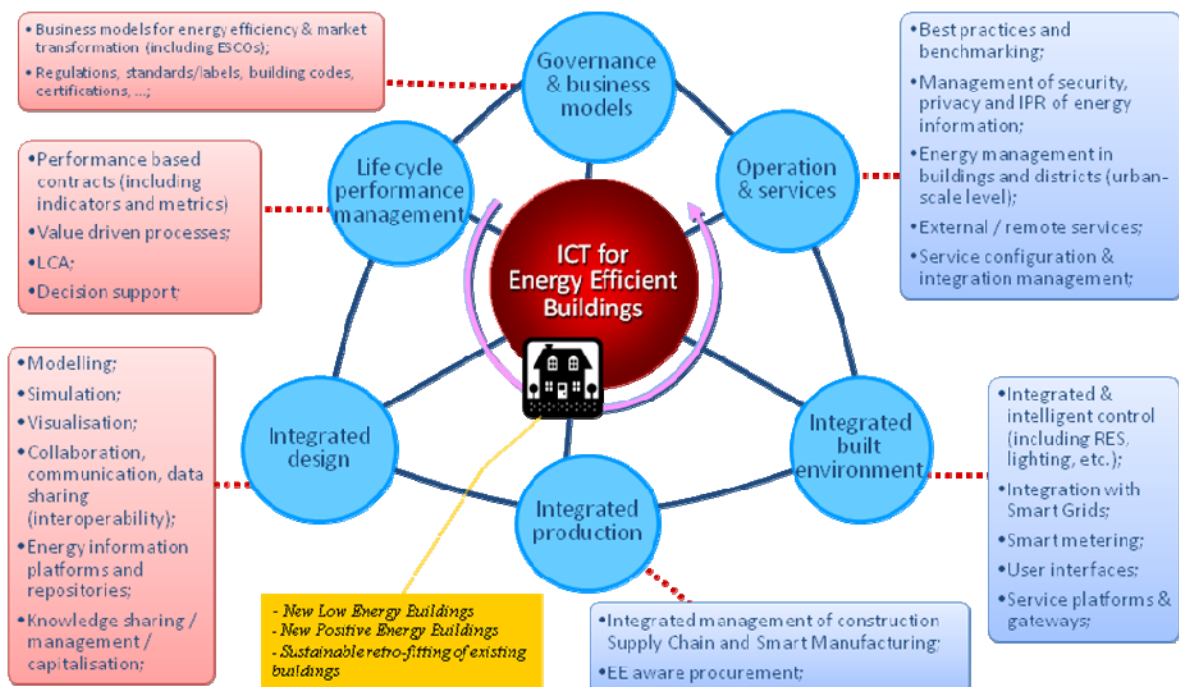 • Business models for energy efficiency & market
transformation (including ESCOs);
• Regulations, standards/labels, building codes,
certifications, ...;
Governance
& business
models
• Best practices and
benchmarking;
• Management of security,
privacy and IPR of energy
information;
• Energy management in
buildings and districts (urban-
scale level);
• External / remote services;
• Service configuration &
integration management;
• Performance based
contracts (including
indicators and metrics)
• Value driven processes;
• LCA;
• Decision support;
Life cycle
performance
management
Operation
& services
ICT for
Energy Efficient
Buildings
• Modelling;
• Simulation;
• Visualisation;
• Collaboration,
communication, data
sharing
(interoperability);
• Energy information
platforms and
repositories;
• Knowledge sharing /
management /
capitalisation;
Integrated
design
Integrated
production
Integrated
built
environment
• Integrated &
intelligent control
(including RES,
lighting, etc.);
• Integration with
Smart Grids;
• Smart metering;
• User interfaces;
• Service platforms &
gateways;
- New Low Energy Buildings
- New Positive Energy Buildings
- Sustainable retro-fitting of existing
buildings
• Integrated management of construction
Supply Chain and Smart Manufacturing;
• EE aware procurement;